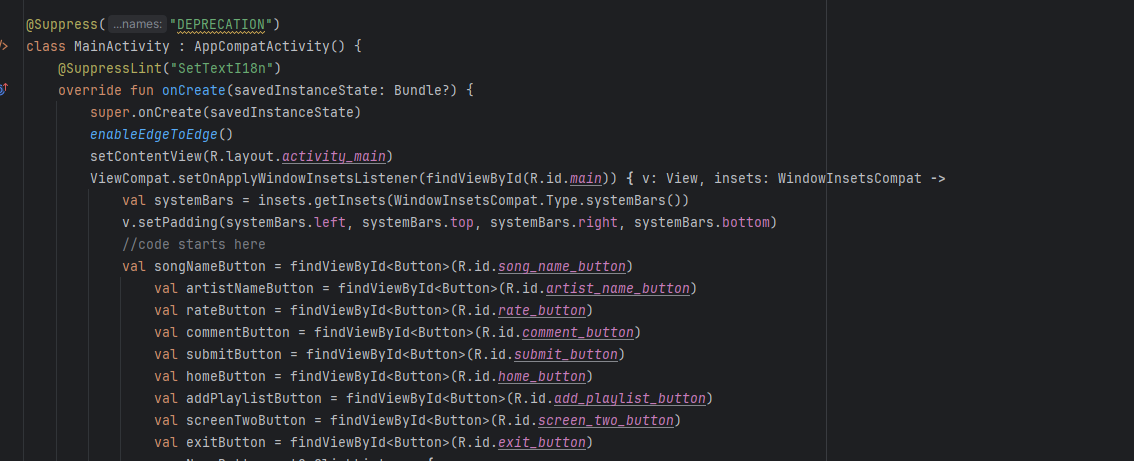 @Suppress( ...names: "DEPRECATION")
class MainActivity : AppCompatActivity() {
@SuppressLint("SetTextI18n")
override fun onCreate(savedInstanceState: Bundle?) {
super.onCreate(savedInstanceState)
enableEdgeToEdge()
setContentView(R.layout.activity_main)
ViewCompat.setOnApplyWindowInsetsListener(findViewById(R.id.main)) { v: View, insets: WindowInsetsCompat ->
val systemBars = insets.getInsets(WindowInsetsCompat.Type.systemBars())
v.setPadding(systemBars.left, systemBars.top, systemBars.right, systemBars.bottom)
//code starts here
val songNameButton = findViewById<Button>(R.id.song_name_button)
val artistNameButton = findViewById<Button>(R.id.artist_name_button)
val rateButton = findViewById<Button>(R.id.rate_button)
val commentButton = findViewById<Button>(R.id.comment_button)
val submitButton = findViewById<Button>(R.id.submit_button)
val homeButton = findViewById<Button>(R.id.home_button)
val addPlaylistButton = findViewById<Button>(R.id.add_playlist_button)
val screenTwoButton = findViewById<Button>(R.id.screen_two_button)
val exitButton = findViewById<Button>(R.id.exit_button)